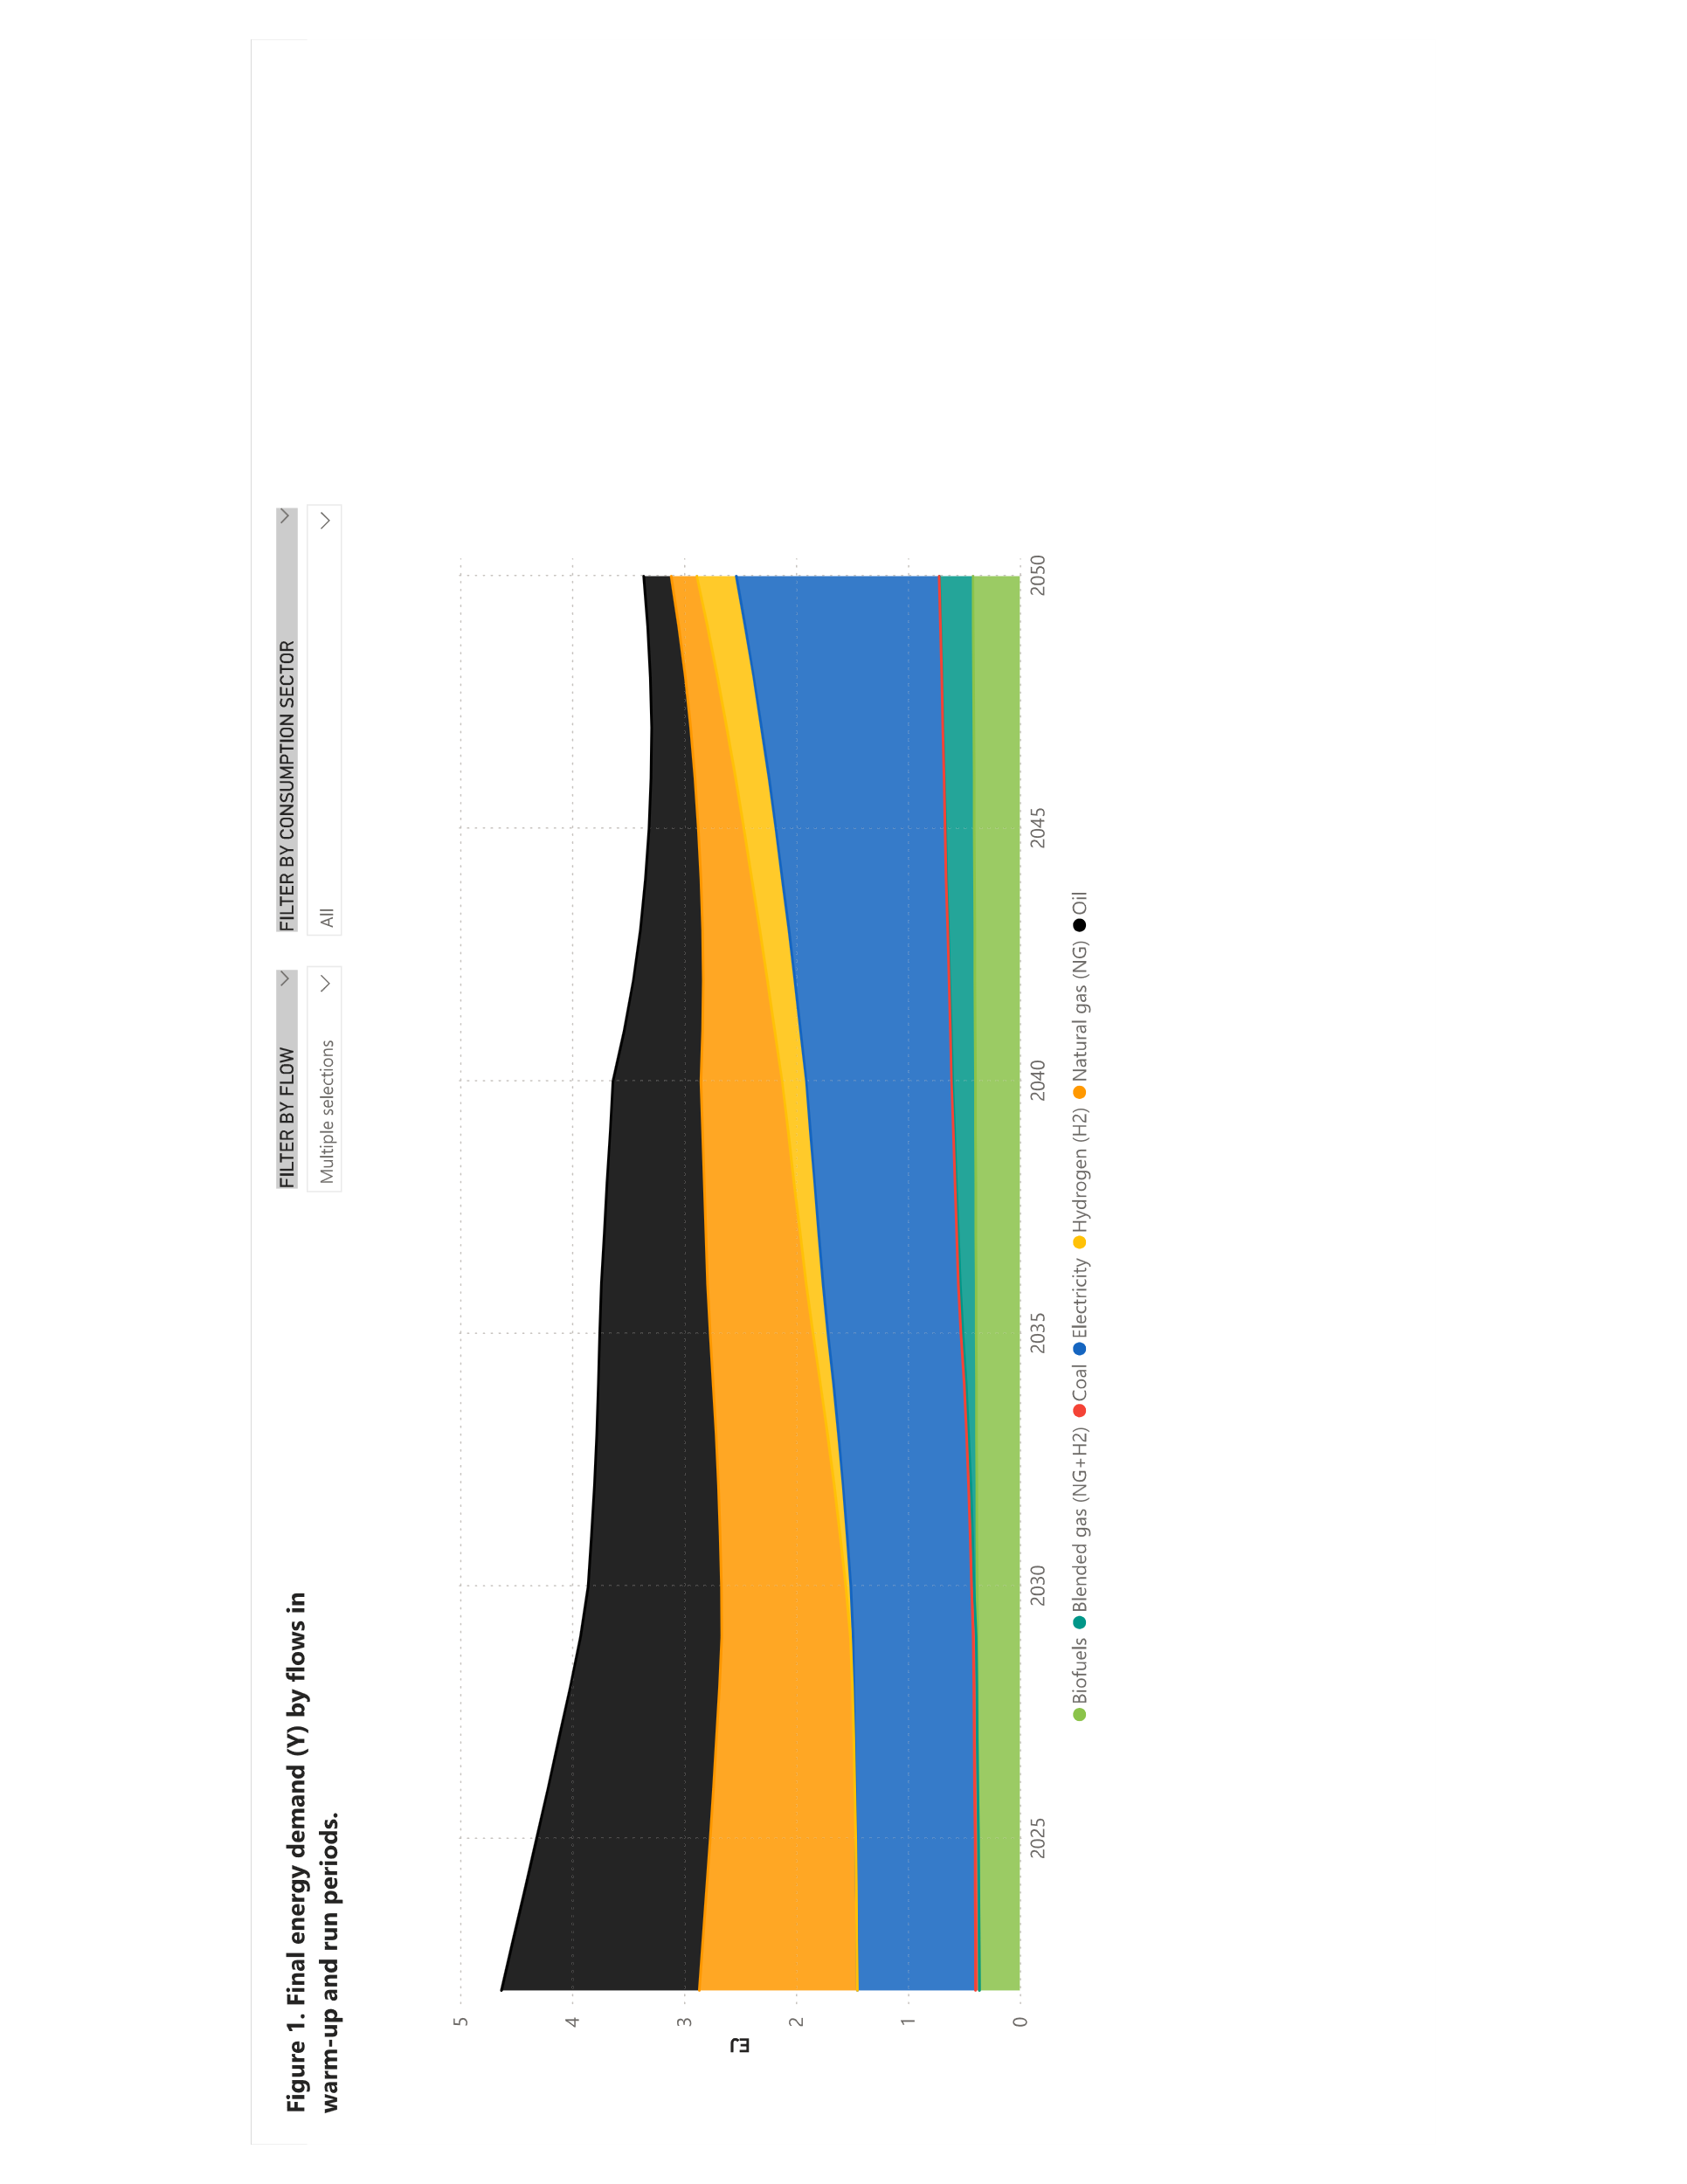 Figure 1. Final energy demand (Y) by flows in
warm-up and run periods.
FILTER BY FLOW
Multiple selections
FILTER BY CONSUMPTION SECTOR
All
5
4
3
2
1
0
EJ
2025
2030
2035
2040
2045
2050
Biofuels Blended gas (NG+H2) Coal Electricity Hydrogen (H2) Natural gas (NG) Oil